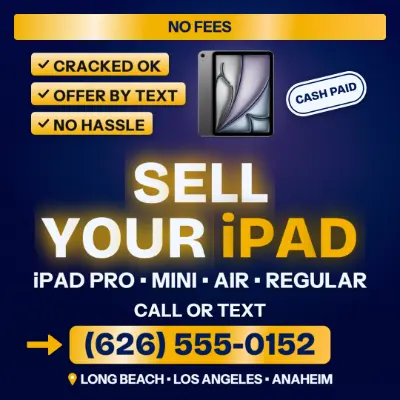 NO FEES
✓ CRACKED OK
✓ OFFER BY TEXT
✓ NO HASSLE
CASH PAID
SELL
YOUR iPAD
iPAD PRO ▪ MINI ▪ AIR ▪ REGULAR
CALL OR TEXT
(626) 555-0152
LONG BEACH ▪ LOS ANGELES ▪ ANAHEIM